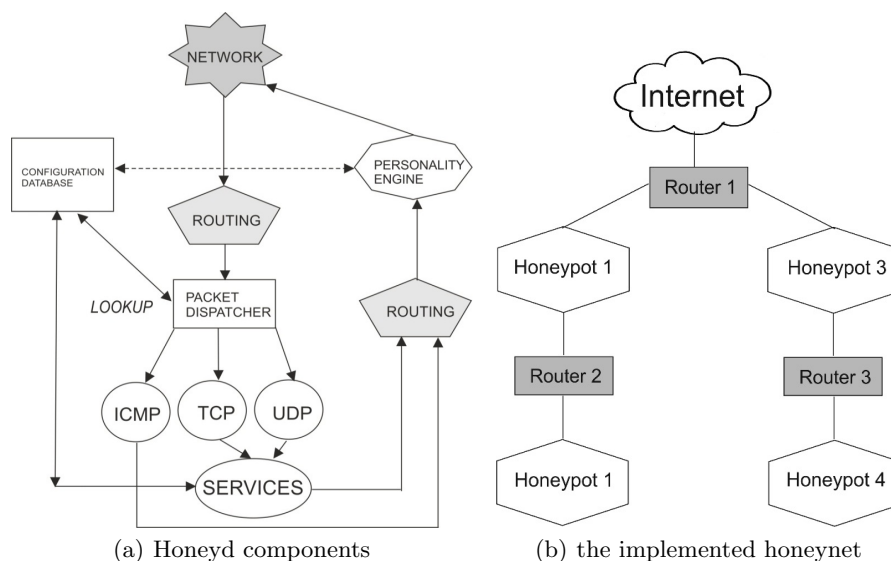 NETWORK
CONFIGURATION
DATABASE
PERSONALITY
ENGINE
ROUTING
LOOKUP
PACKET
DISPATCHER
ROUTING
ICMP
TCP
UDP
SERVICES
(a) Honeyd components
Internet
Router 1
Honeypot 1
Honeypot 3
Router 2
Router 3
Honeypot 1
Honeypot 4
(b) the implemented honeynet